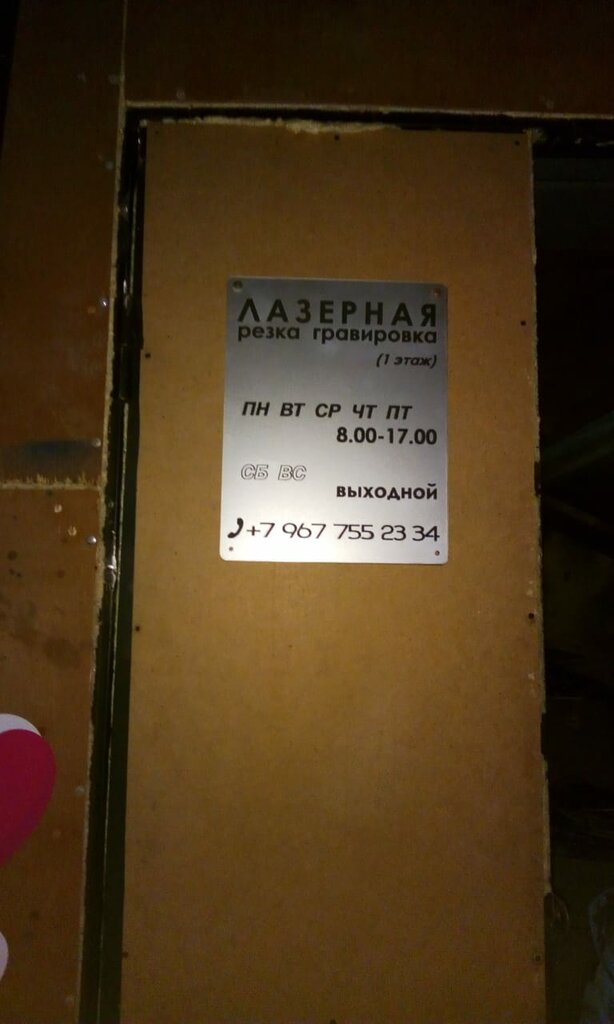 ЛАЗЕРНАЯ
резка гравировка
(1 этаж)
ПН ВТ СР ЧТ ПТ
8.00-17.00
СБ ВС
выходной
+7 967 755 23 34